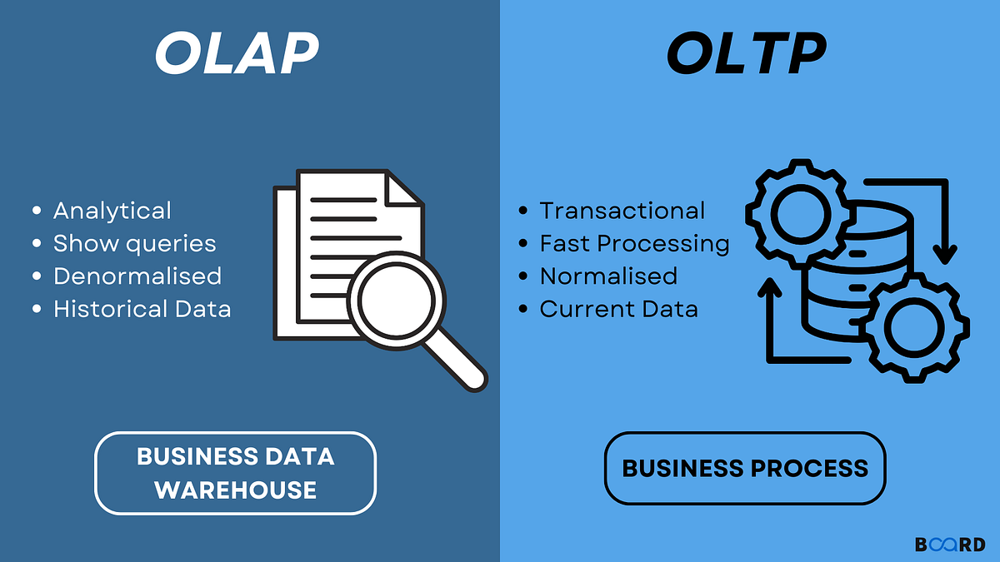 OLAP
Analytical
Show queries
Denormalised
Historical Data
BUSINESS DATA
WAREHOUSE
OLTP
Transactional
Fast Processing
Normalised
Current Data
BUSINESS PROCESS
BOARD